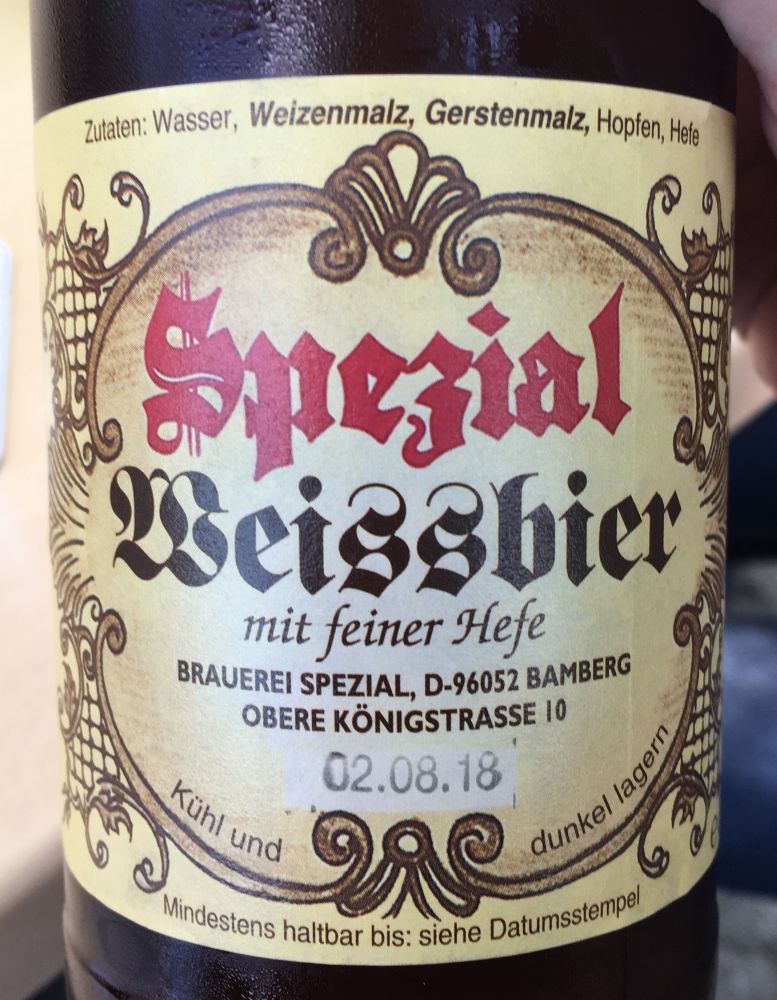 Zutaten: Wasser, Weizenmalz, Gerstenmalz, Hopfen, Hefe
Spezial
Weissbier
mit feiner Hefe
BRAUEREI SPEZIAL, D-96052 BAMBERG
OBERE KÖNIGSTRASSE 10
02.08.18
Kühl und dunkel lagern
Mindestens haltbar bis: siehe Datumsstempel